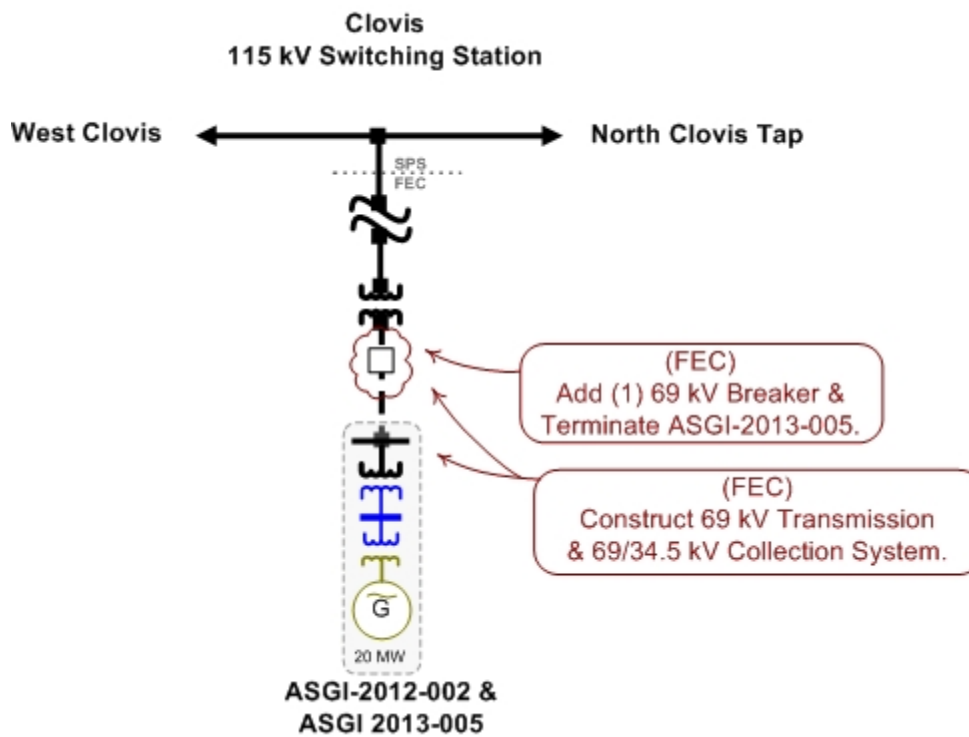 Clovis
115 kV Switching Station
West Clovis
North Clovis Tap
SPS
FEC
(FEC)
Add (1) 69 kV Breaker &
Terminate ASGI-2013-005.
(FEC)
Construct 69 kV Transmission
& 69/34.5 kV Collection System.
G
20 MW
ASGI-2012-002 &
ASGI 2013-005